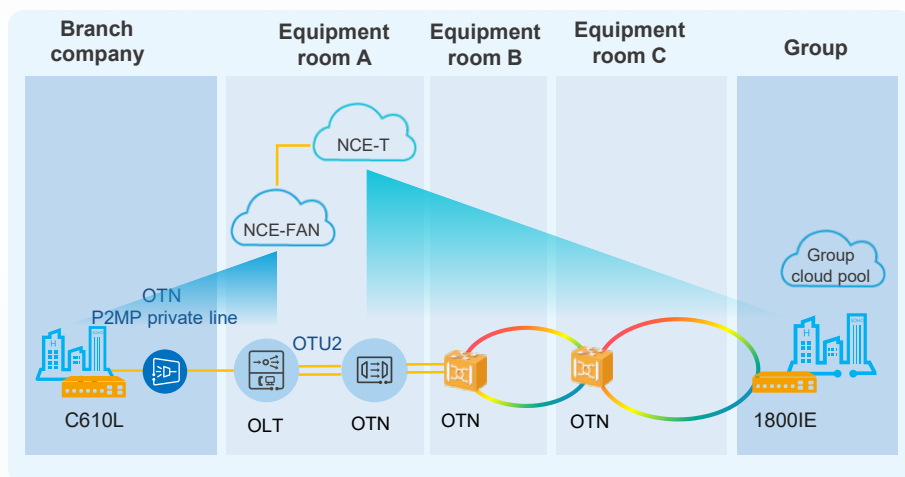 Branch
company
Equipment
room A
Equipment
room B
Equipment
room C
Group
NCE-T
NCE-FAN
Group
cloud pool
OTN
P2MP private line
H
OTU2
C610L
OLT
OTN
OTN
OTN
1800IE